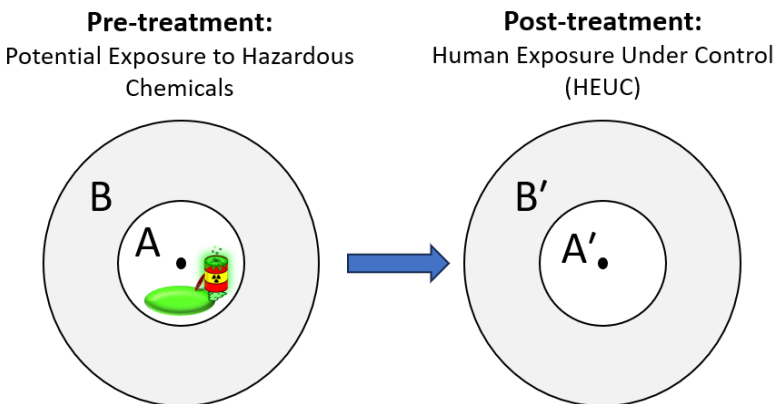 Pre-treatment:
Potential Exposure to Hazardous
Chemicals
B
A
Post-treatment:
Human Exposure Under Control
(HEUC)
B′
A′